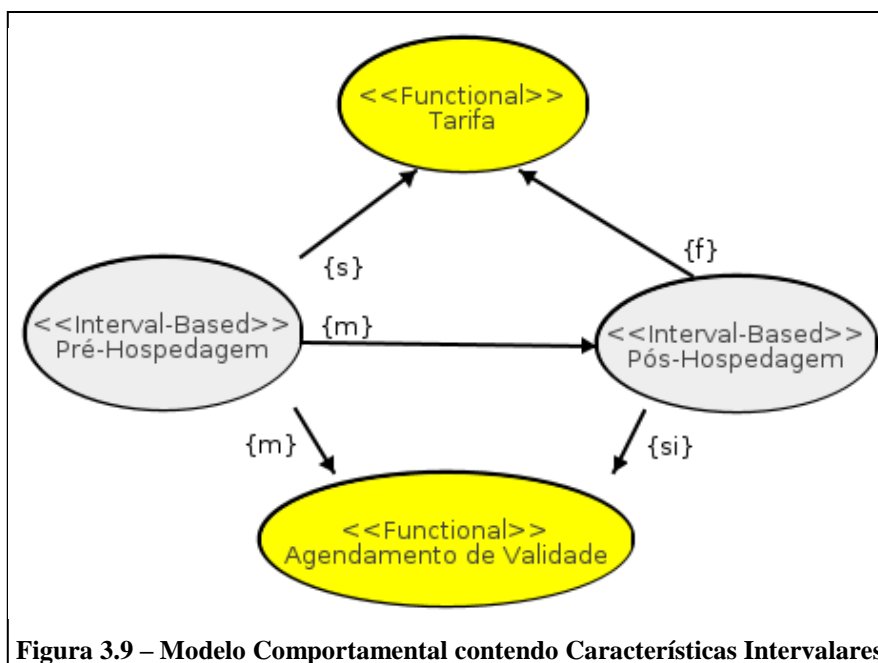 <<Functional>>
Tarifa
{s}
{f}
<<Interval-Based>>
Pré-Hospedagem
{m}
<<Interval-Based>>
Pós-Hospedagem
{m}
{si}
<<Functional>>
Agendamento de Validade
Figura 3.9 – Modelo Comportamental contendo Características Intervalares